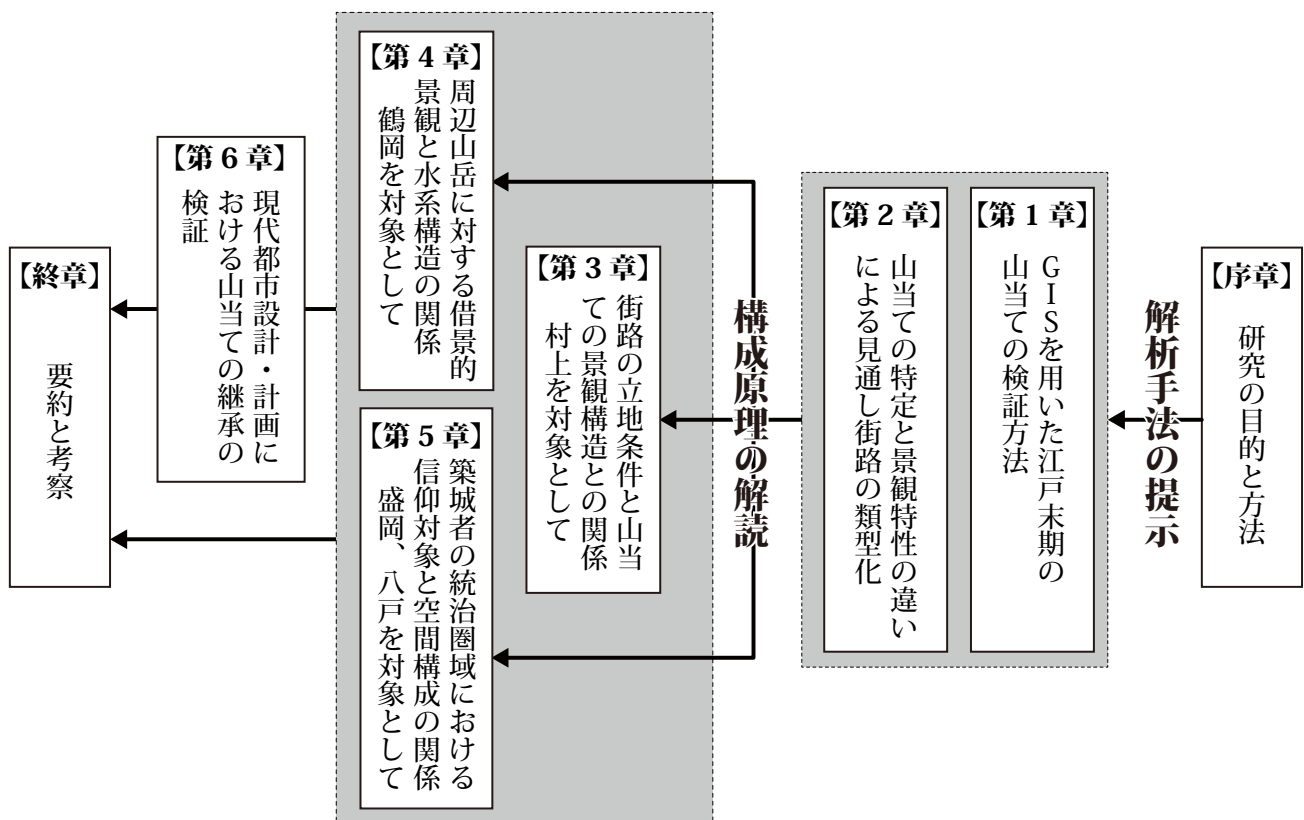 【序章】
研究の目的と方法
解析手法の提示
【第1章】
GISを用いた江戸末期の
山当ての検証方法
【第2章】
山当ての特定と景観特性の違い
による見通し街路の類型化
構成原理の解読
【第3章】
街路の立地条件と山当
ての景観構造との関係
村上を対象として
【第4章】
周辺山岳に対する借景的
景観と水系構造の関係
鶴岡を対象として
【第5章】
築城者の統治圏域における
信仰対象と空間構成の関係
盛岡、八戸を対象として
【第6章】
現代都市設計・計画に
おける山当ての継承の
検証
【終章】
要約と考察